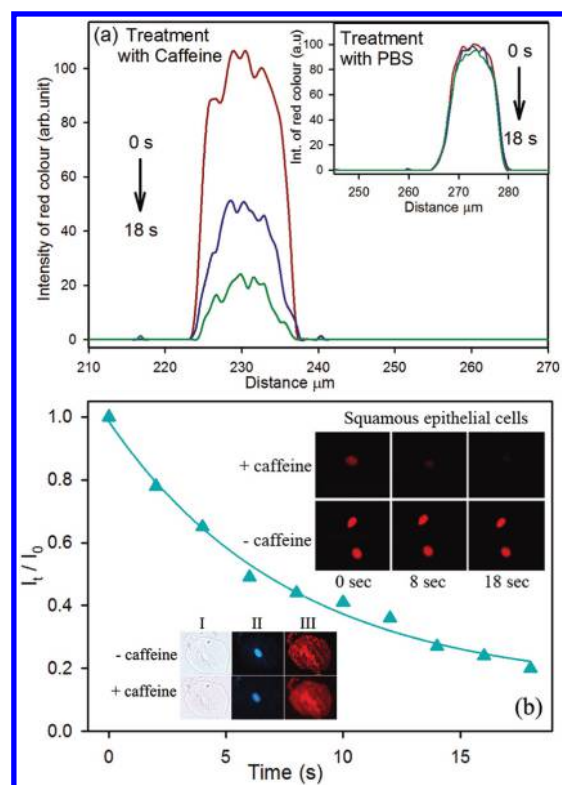 (a) Treatment with Caffeine
Intensity of red colour (arb.unit)
100
80
60
40
20
0
0 s
18 s
210 220 230 240 250 260 270
Distance μm
Treatment with PBS
Int. of red colour (a.u)
100
80
60
40
20
0
0 s
18 s
250 260 270 280
Distance μm
I_t / I_0
1.0
0.8
0.6
0.4
0.2
0.0
Squamous epithelial cells
+ caffeine
- caffeine
0 sec 8 sec 18 sec
I II III
- caffeine
+ caffeine
(b)
0 5 10 15
Time (s)